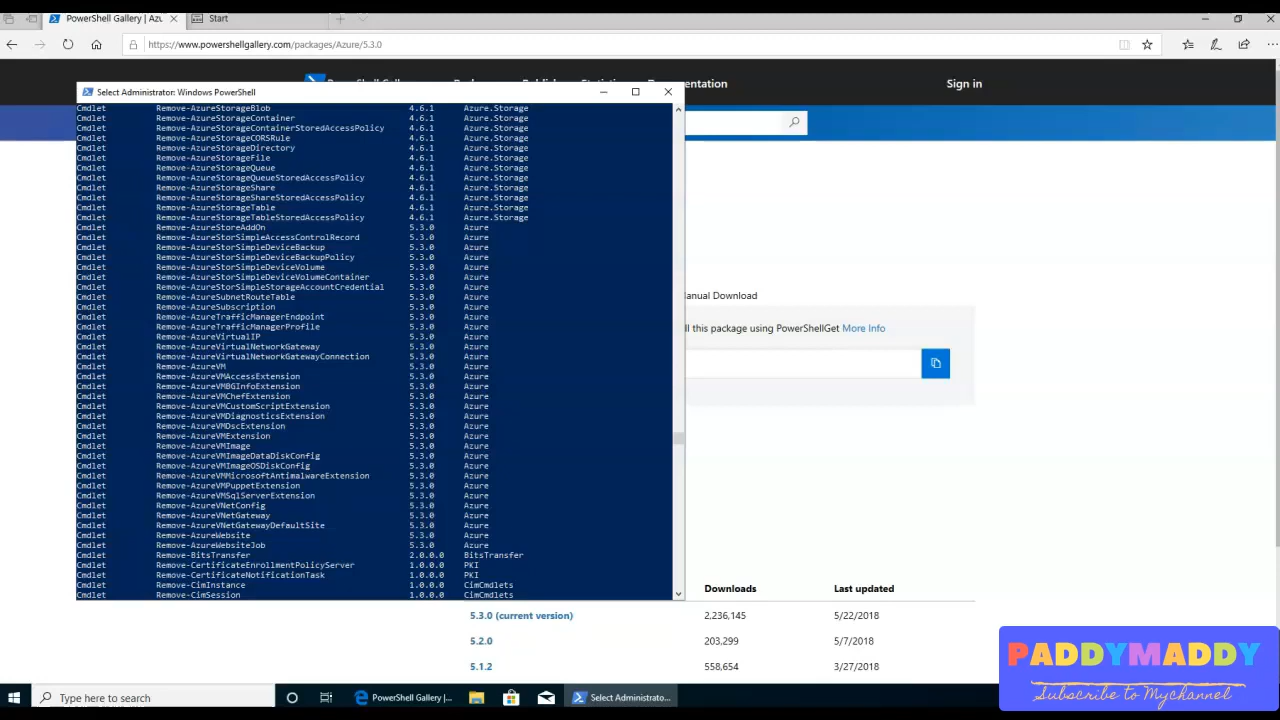 PowerShell Gallery | Azu
Start
https://www.powershellgallery.com/packages/Azure/5.3.0
Sign in
Select Administrator: Windows PowerShell
Cmdlet Remove-AzureStorageBlob 4.6.1 Azure.Storage
Cmdlet Remove-AzureStorageContainer 4.6.1 Azure.Storage
Cmdlet Remove-AzureStorageContainerStoredAccessPolicy 4.6.1 Azure.Storage
Cmdlet Remove-AzureStorageCORSRule 4.6.1 Azure.Storage
Cmdlet Remove-AzureStorageDirectory 4.6.1 Azure.Storage
Cmdlet Remove-AzureStorageFile 4.6.1 Azure.Storage
Cmdlet Remove-AzureStorageQueue 4.6.1 Azure.Storage
Cmdlet Remove-AzureStorageQueueStoredAccessPolicy 4.6.1 Azure.Storage
Cmdlet Remove-AzureStorageShare 4.6.1 Azure.Storage
Cmdlet Remove-AzureStorageShareStoredAccessPolicy 4.6.1 Azure.Storage
Cmdlet Remove-AzureStorageTable 4.6.1 Azure.Storage
Cmdlet Remove-AzureStorageTableStoredAccessPolicy 4.6.1 Azure.Storage
Cmdlet Remove-AzureStoreAddOn 5.3.0 Azure
Cmdlet Remove-AzureStorSimpleAccessControlRecord 5.3.0 Azure
Cmdlet Remove-AzureStorSimpleDeviceBackup 5.3.0 Azure
Cmdlet Remove-AzureStorSimpleDeviceBackupPolicy 5.3.0 Azure
Cmdlet Remove-AzureStorSimpleDeviceVolume 5.3.0 Azure
Cmdlet Remove-AzureStorSimpleDeviceVolumeContainer 5.3.0 Azure
Cmdlet Remove-AzureStorSimpleStorageAccountCredential 5.3.0 Azure
Cmdlet Remove-AzureSubnetRouteTable 5.3.0 Azure
Cmdlet Remove-AzureSubscription 5.3.0 Azure
Cmdlet Remove-AzureTrafficManagerEndpoint 5.3.0 Azure
Cmdlet Remove-AzureTrafficManagerProfile 5.3.0 Azure
Cmdlet Remove-AzureVirtualIP 5.3.0 Azure
Cmdlet Remove-AzureVirtualNetworkGateway 5.3.0 Azure
Cmdlet Remove-AzureVirtualNetworkGatewayConnection 5.3.0 Azure
Cmdlet Remove-AzureVM 5.3.0 Azure
Cmdlet Remove-AzureVMAccessExtension 5.3.0 Azure
Cmdlet Remove-AzureVMBGInfoExtension 5.3.0 Azure
Cmdlet Remove-AzureVMChefExtension 5.3.0 Azure
Cmdlet Remove-AzureVMCustomScriptExtension 5.3.0 Azure
Cmdlet Remove-AzureVMDiagnosticsExtension 5.3.0 Azure
Cmdlet Remove-AzureVMDscExtension 5.3.0 Azure
Cmdlet Remove-AzureVMExtension 5.3.0 Azure
Cmdlet Remove-AzureVMImage 5.3.0 Azure
Cmdlet Remove-AzureVMImageDataDiskConfig 5.3.0 Azure
Cmdlet Remove-AzureVMImageOSDiskConfig 5.3.0 Azure
Cmdlet Remove-AzureVMMicrosoftAntimalwareExtension 5.3.0 Azure
Cmdlet Remove-AzureVMPuppetExtension 5.3.0 Azure
Cmdlet Remove-AzureVMSqlServerExtension 5.3.0 Azure
Cmdlet Remove-AzureVNetConfig 5.3.0 Azure
Cmdlet Remove-AzureVNetGateway 5.3.0 Azure
Cmdlet Remove-AzureVNetGatewayDefaultSite 5.3.0 Azure
Cmdlet Remove-AzureWebsite 5.3.0 Azure
Cmdlet Remove-AzureWebsiteJob 5.3.0 Azure
Cmdlet Remove-BitsTransfer 2.0.0.0 BitsTransfer
Cmdlet Remove-CertificateEnrollmentPolicyServer 1.0.0.0 PKI
Cmdlet Remove-CertificateNotificationTask 1.0.0.0 PKI
Cmdlet Remove-CimInstance 1.0.0.0 CimCmdlets
Cmdlet Remove-CimSession 1.0.0.0 CimCmdlets
anual Download
ll this package using PowerShellGet More Info
Downloads Last updated
5.3.0 (current version) 2,236,145 5/22/2018
5.2.0 203,299 5/7/2018
5.1.2 558,654 3/27/2018
PADDYMADDY
Subscribe to Mychannel
Type here to search
PowerShell Gallery |...
Select Administrato...